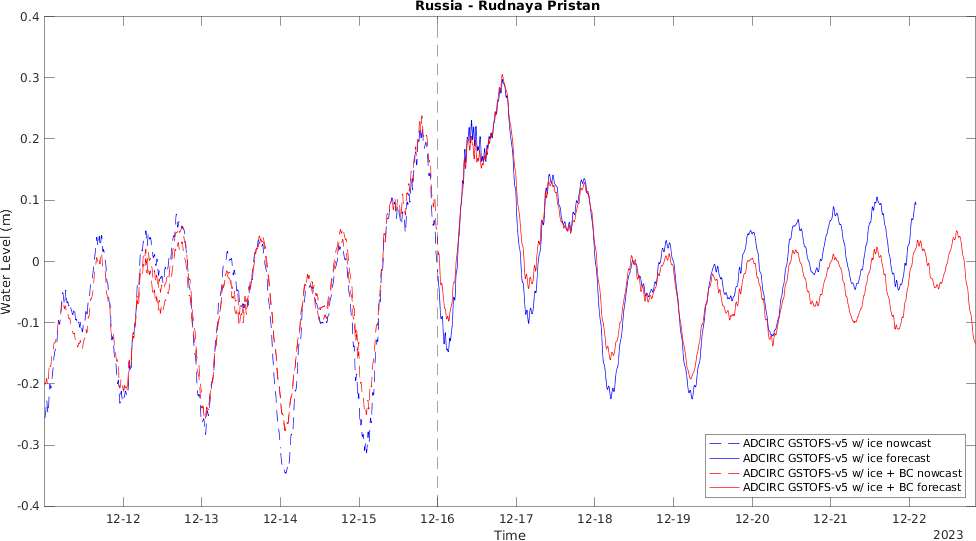 Russia - Rudnaya Pristan
0.4
0.3
0.2
0.1
0
-0.1
-0.2
-0.3
-0.4
Water Level (m)
ADCIRC GSTOFS-v5 w/ ice nowcast
ADCIRC GSTOFS-v5 w/ ice forecast
ADCIRC GSTOFS-v5 w/ ice + BC nowcast
ADCIRC GSTOFS-v5 w/ ice + BC forecast
12-12 12-13 12-14 12-15 12-16 12-17 12-18 12-19 12-20 12-21 12-22
Time
2023